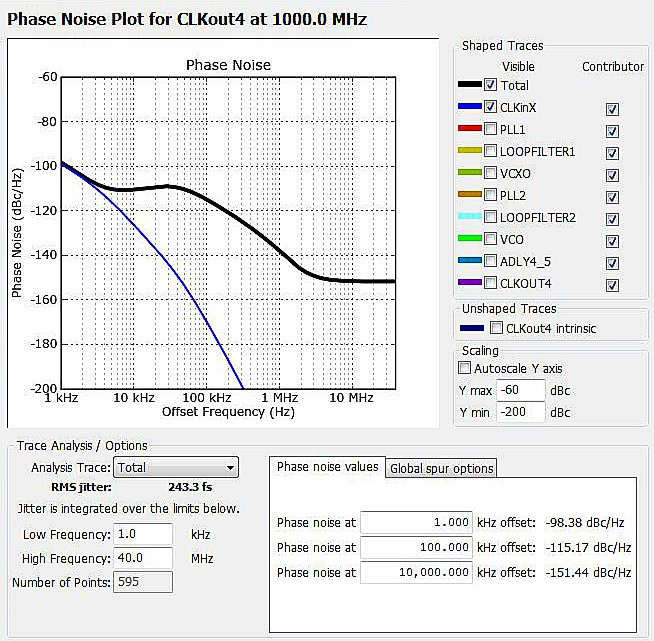 Phase Noise Plot for CLKout4 at 1000.0 MHz
Phase Noise
Phase Noise (dBc/Hz)
-60
-80
-100
-120
-140
-160
-180
-200
1 kHz 10 kHz 100 kHz 1 MHz 10 MHz
Offset Frequency (Hz)
Shaped Traces
Visible Contributor
Total
CLKinX
PLL1
LOOPFILTER1
VCXO
PLL2
LOOPFILTER2
VCO
ADLY4_5
CLKOUT4
Unshaped Traces
CLKout4 intrinsic
Scaling
Autoscale Y axis
Y max -60 dBc
Y min -200 dBc
Trace Analysis / Options
Analysis Trace: Total
RMS jitter: 243.3 fs
Jitter is integrated over the limits below.
Low Frequency: 1.0 kHz
High Frequency: 40.0 MHz
Number of Points: 595
Phase noise values Global spur options
Phase noise at 1.000 kHz offset: -98.38 dBc/Hz
Phase noise at 100.000 kHz offset: -115.17 dBc/Hz
Phase noise at 10,000.000 kHz offset: -151.44 dBc/Hz